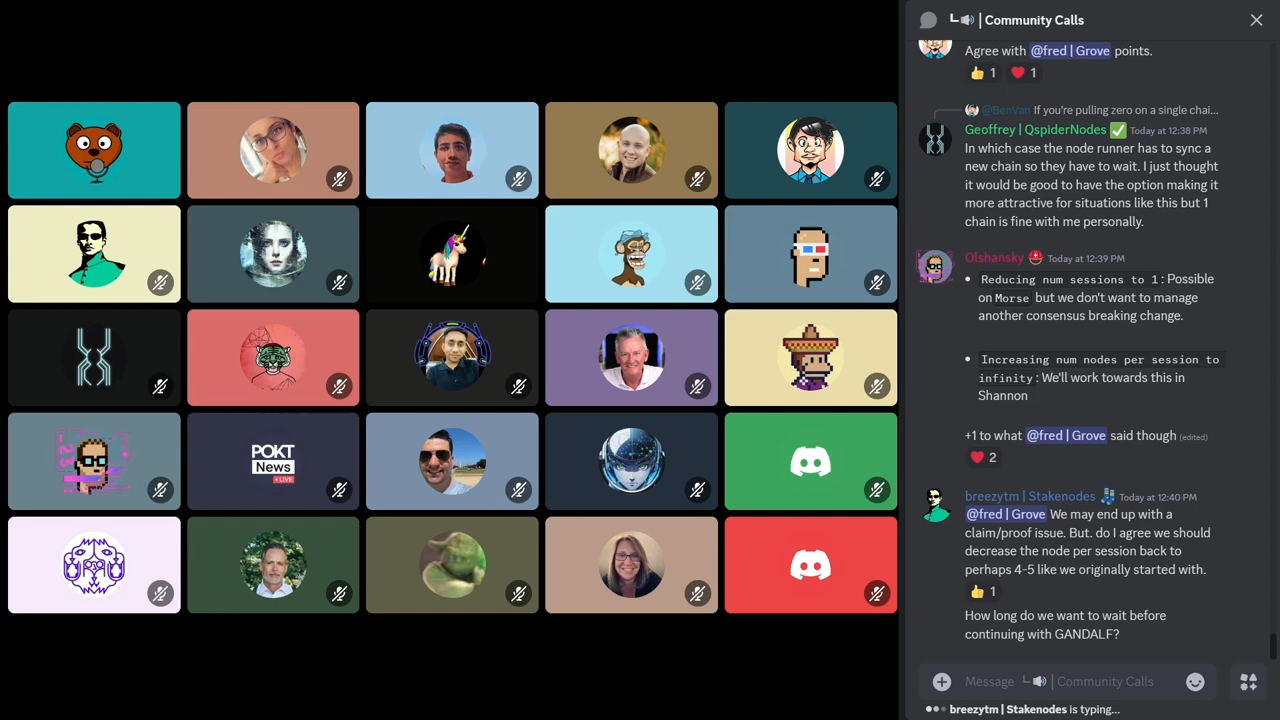 └🔊 | Community Calls
Agree with @fred | Grove points.
👍 1 ❤️ 1
@BenVan If you're pulling zero on a single chai...
Geoffrey | QspiderNodes ✅ Today at 12:38 PM
In which case the node runner has to sync a
new chain so they have to wait. I just thought
it would be good to have the option making it
more attractive for situations like this but 1
chain is fine with me personally.
Olshansky ⛑️ Today at 12:39 PM
• Reducing num sessions to 1: Possible
on Morse but we don't want to manage
another consensus breaking change.
• Increasing num nodes per session to
infinity: We'll work towards this in
Shannon
+1 to what @fred | Grove said though (edited)
❤️ 2
breezytm | Stakenodes 🧦 Today at 12:40 PM
@fred | Grove We may end up with a
claim/proof issue. But. do I agree we should
decrease the node per session back to
perhaps 4-5 like we originally started with.
👍 1
How long do we want to wait before
continuing with GANDALF?
Message └🔊 | Community Calls
breezytm | Stakenodes is typing...
POKT
News
LIVE